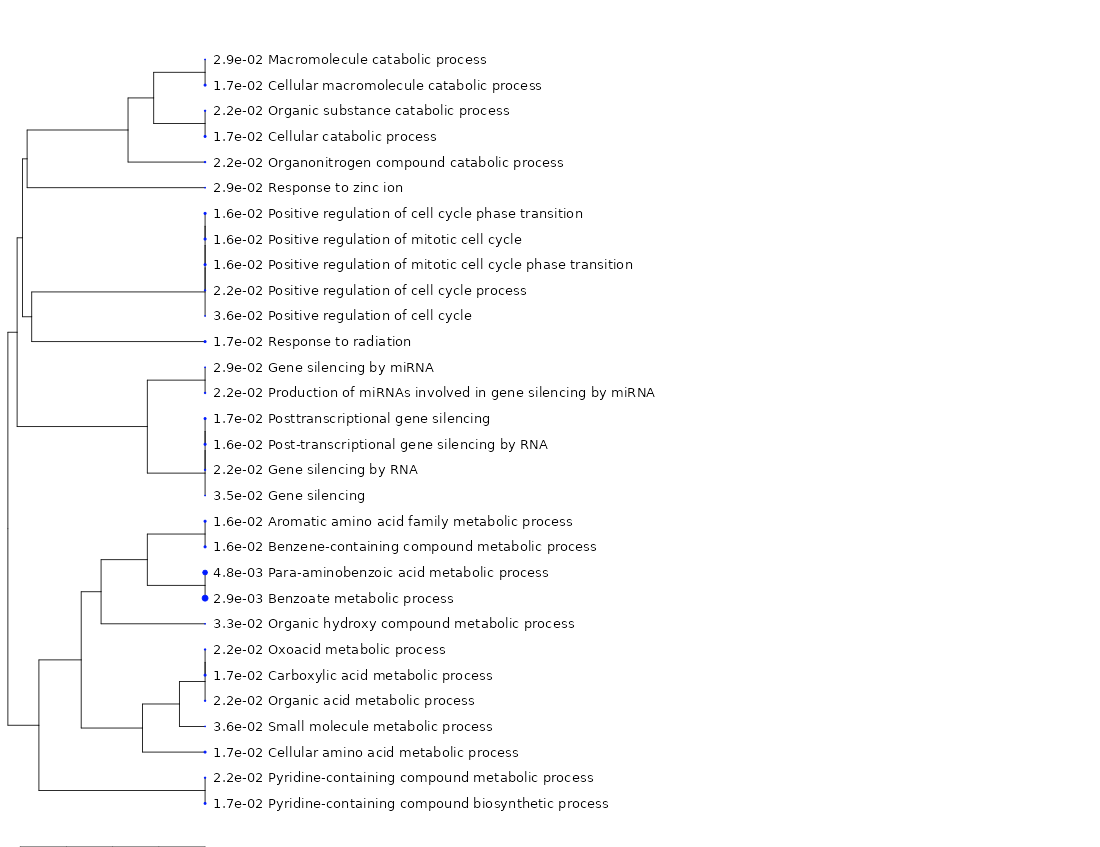 2.9e-02 Macromolecule catabolic process
1.7e-02 Cellular macromolecule catabolic process
2.2e-02 Organic substance catabolic process
1.7e-02 Cellular catabolic process
2.2e-02 Organonitrogen compound catabolic process
2.9e-02 Response to zinc ion
1.6e-02 Positive regulation of cell cycle phase transition
1.6e-02 Positive regulation of mitotic cell cycle
1.6e-02 Positive regulation of mitotic cell cycle phase transition
2.2e-02 Positive regulation of cell cycle process
3.6e-02 Positive regulation of cell cycle
1.7e-02 Response to radiation
2.9e-02 Gene silencing by miRNA
2.2e-02 Production of miRNAs involved in gene silencing by miRNA
1.7e-02 Posttranscriptional gene silencing
1.6e-02 Post-transcriptional gene silencing by RNA
2.2e-02 Gene silencing by RNA
3.5e-02 Gene silencing
1.6e-02 Aromatic amino acid family metabolic process
1.6e-02 Benzene-containing compound metabolic process
4.8e-03 Para-aminobenzoic acid metabolic process
2.9e-03 Benzoate metabolic process
3.3e-02 Organic hydroxy compound metabolic process
2.2e-02 Oxoacid metabolic process
1.7e-02 Carboxylic acid metabolic process
2.2e-02 Organic acid metabolic process
3.6e-02 Small molecule metabolic process
1.7e-02 Cellular amino acid metabolic process
2.2e-02 Pyridine-containing compound metabolic process
1.7e-02 Pyridine-containing compound biosynthetic process